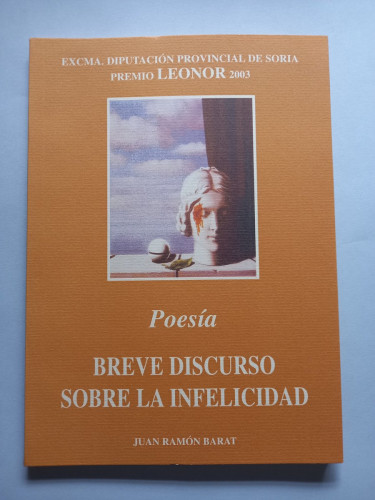 EXCMA. DIPUTACIÓN PROVINCIAL DE SORIA
PREMIO LEONOR 2003
Poesía
BREVE DISCURSO
SOBRE LA INFELICIDAD
JUAN RAMÓN BARAT